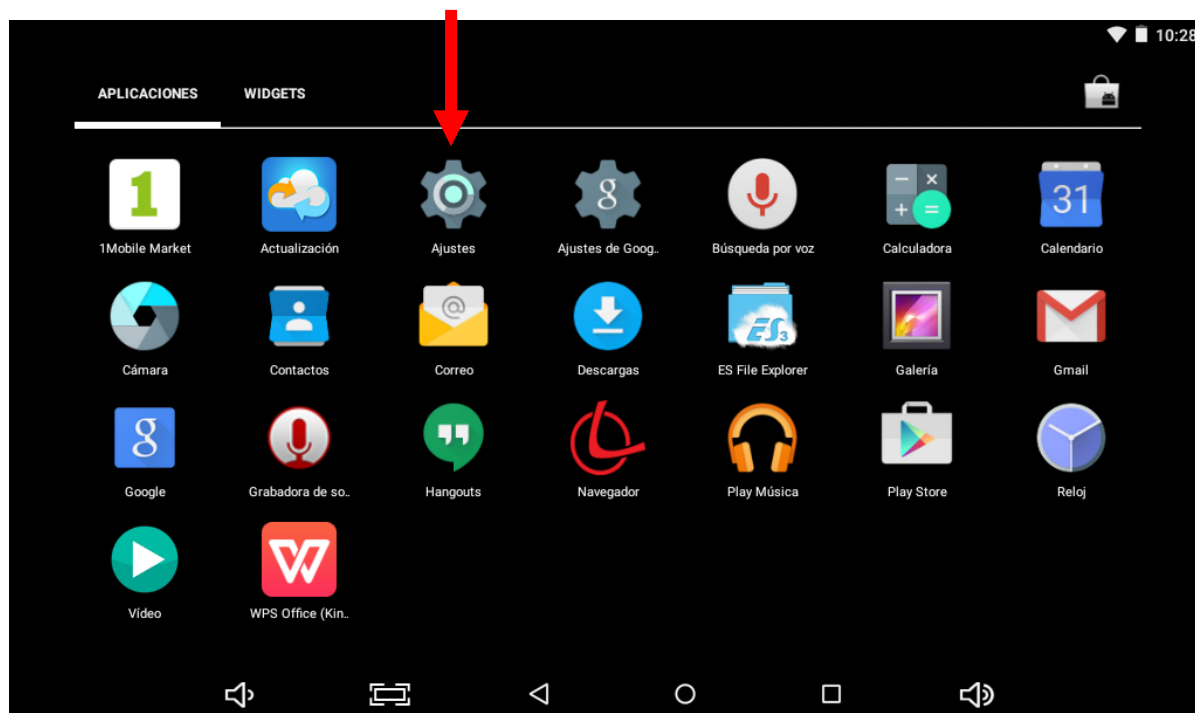 10:28
APLICACIONES WIDGETS
1
g
− × + =
31
1Mobile Market Actualización Ajustes Ajustes de Goog.. Búsqueda por voz Calculadora Calendario
@
ES3
Cámara Contactos Correo Descargas ES File Explorer Galería Gmail
g
Google Grabadora de so.. Hangouts Navegador Play Música Play Store Reloj
W
Vídeo WPS Office (Kin..